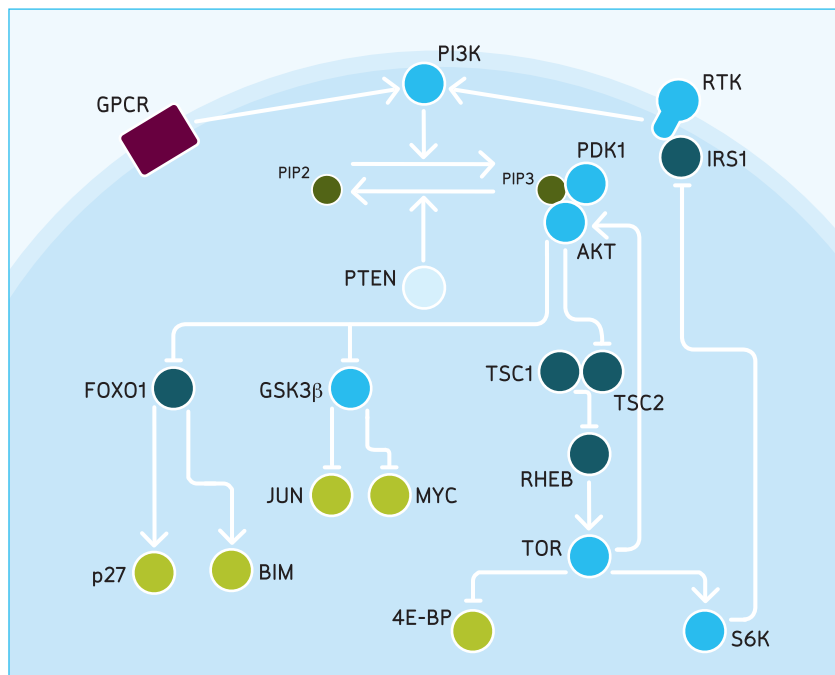 PI3K
RTK
GPCR
PDK1
IRS1
PIP2
PIP3
AKT
PTEN
TSC1
FOXO1
GSK3β
TSC2
RHEB
JUN
MYC
TOR
p27
BIM
4E-BP
S6K